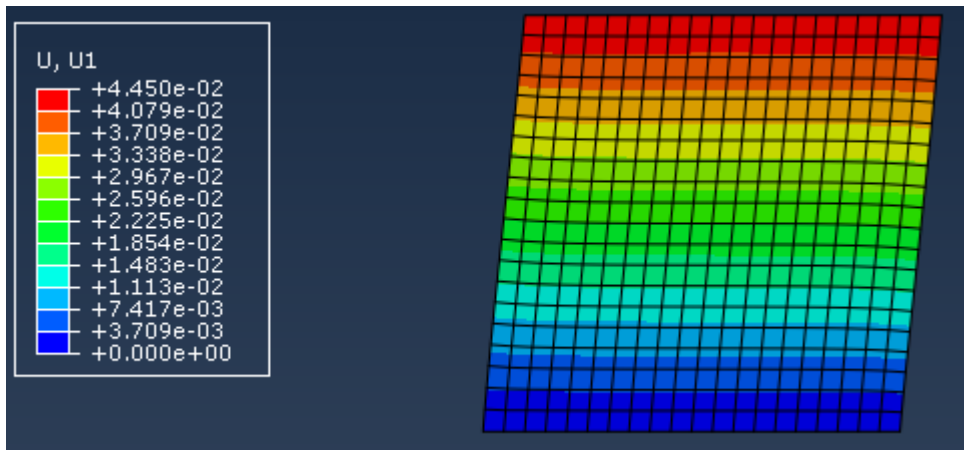 U, U1
+4.450e-02
+4.079e-02
+3.709e-02
+3.338e-02
+2.967e-02
+2.596e-02
+2.225e-02
+1.854e-02
+1.483e-02
+1.113e-02
+7.417e-03
+3.709e-03
+0.000e+00